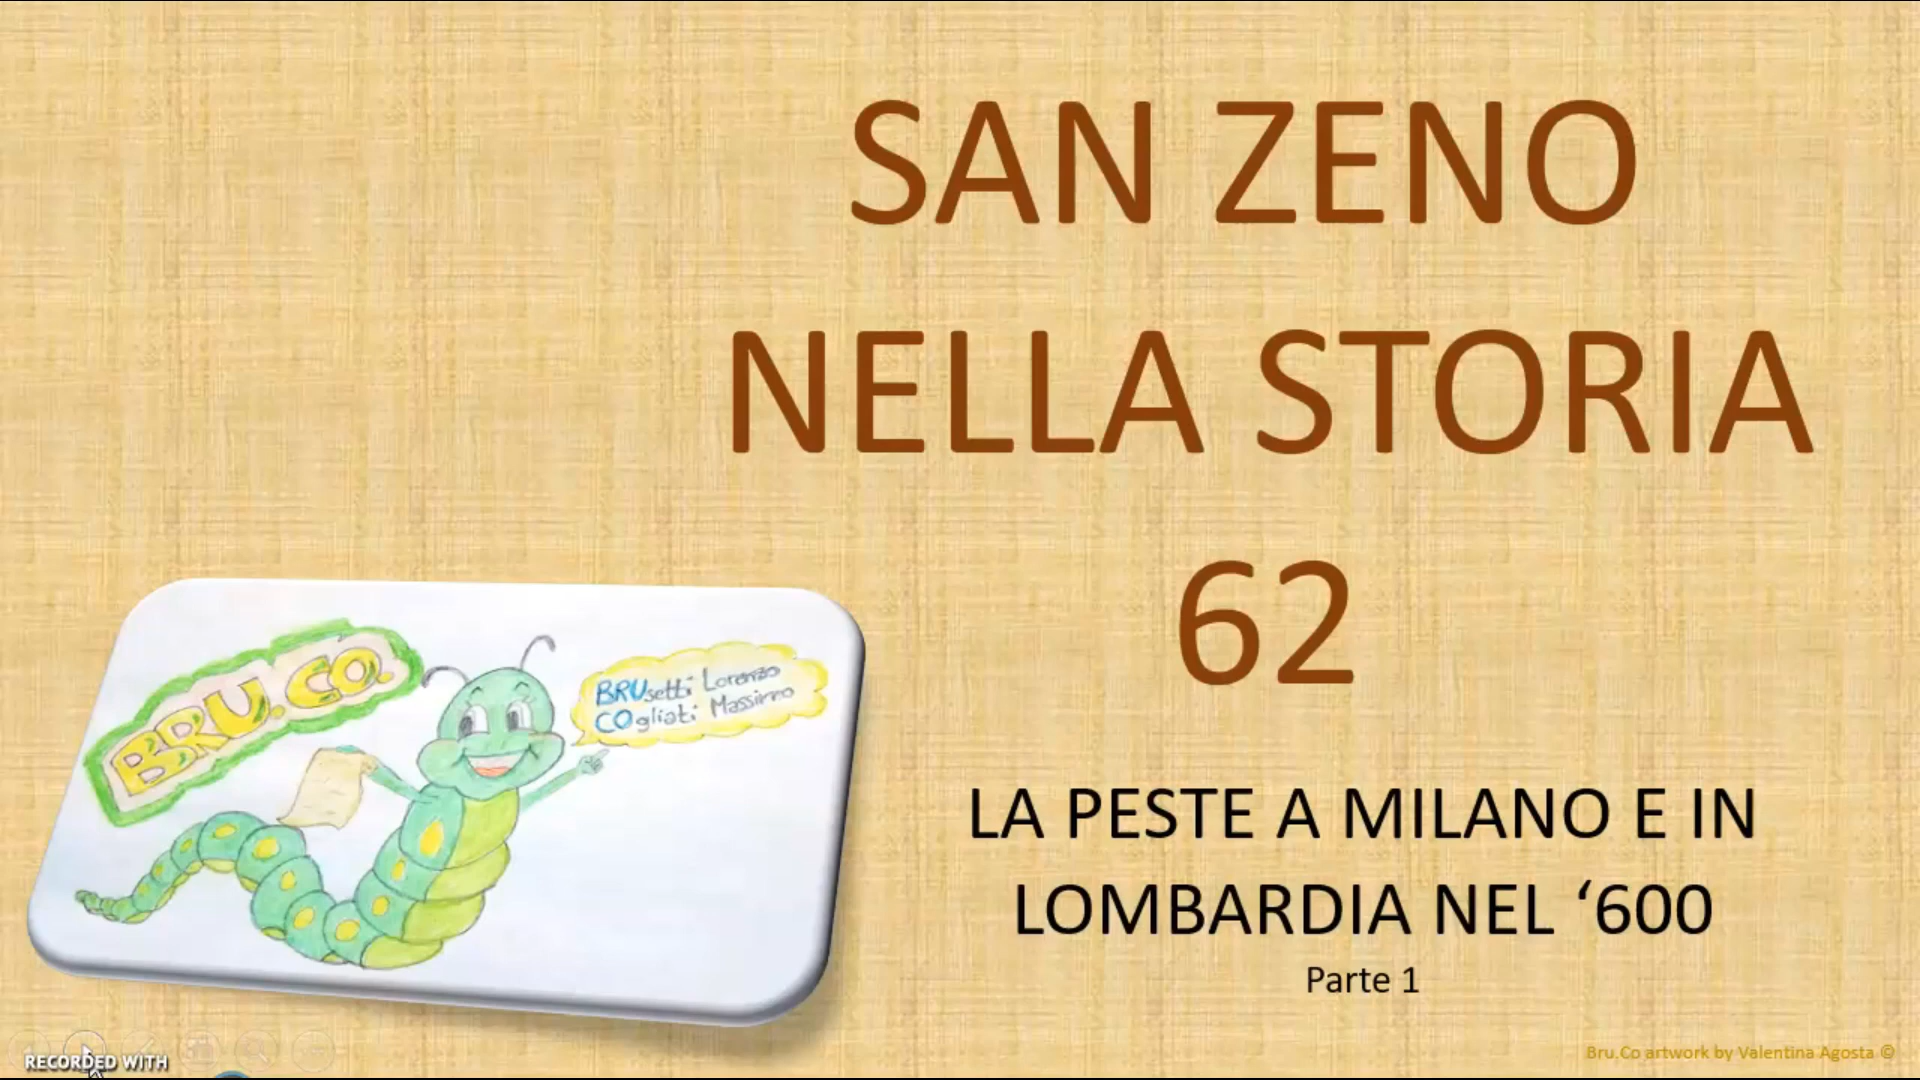 SAN ZENO
NELLA STORIA
62
BRU.CO.
BRUsetti Lorenzo
COgliati Massimo
LA PESTE A MILANO E IN
LOMBARDIA NEL ‘600
Parte 1
RECORDED WITH
Bru.Co artwork by Valentina Agosta ©